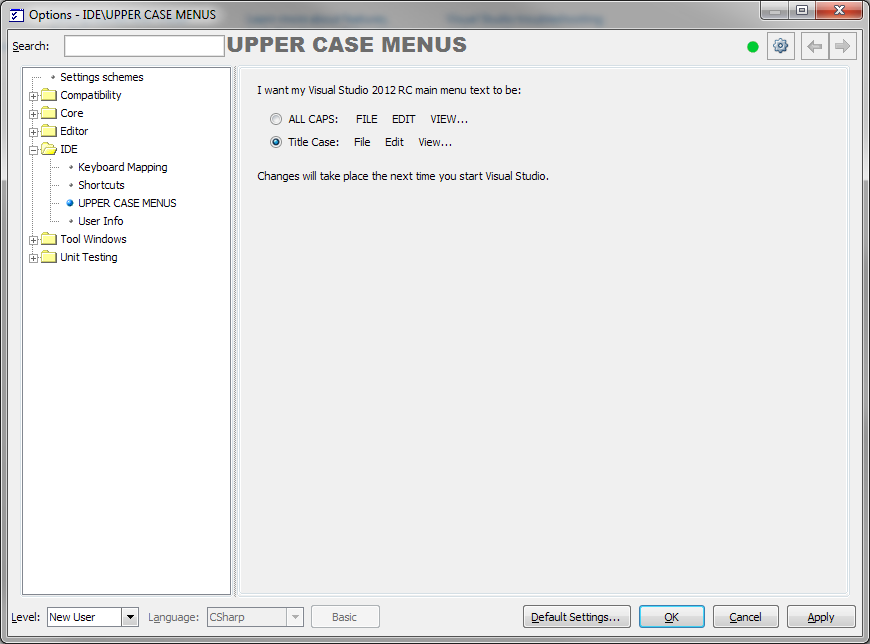 Options - IDE\UPPER CASE MENUS
Search:
UPPER CASE MENUS
Settings schemes
Compatibility
Core
Editor
IDE
Keyboard Mapping
Shortcuts
UPPER CASE MENUS
User Info
Tool Windows
Unit Testing
I want my Visual Studio 2012 RC main menu text to be:
ALL CAPS: FILE EDIT VIEW...
Title Case: File Edit View...
Changes will take place the next time you start Visual Studio.
Level: New User Language: CSharp Basic Default Settings... OK Cancel Apply